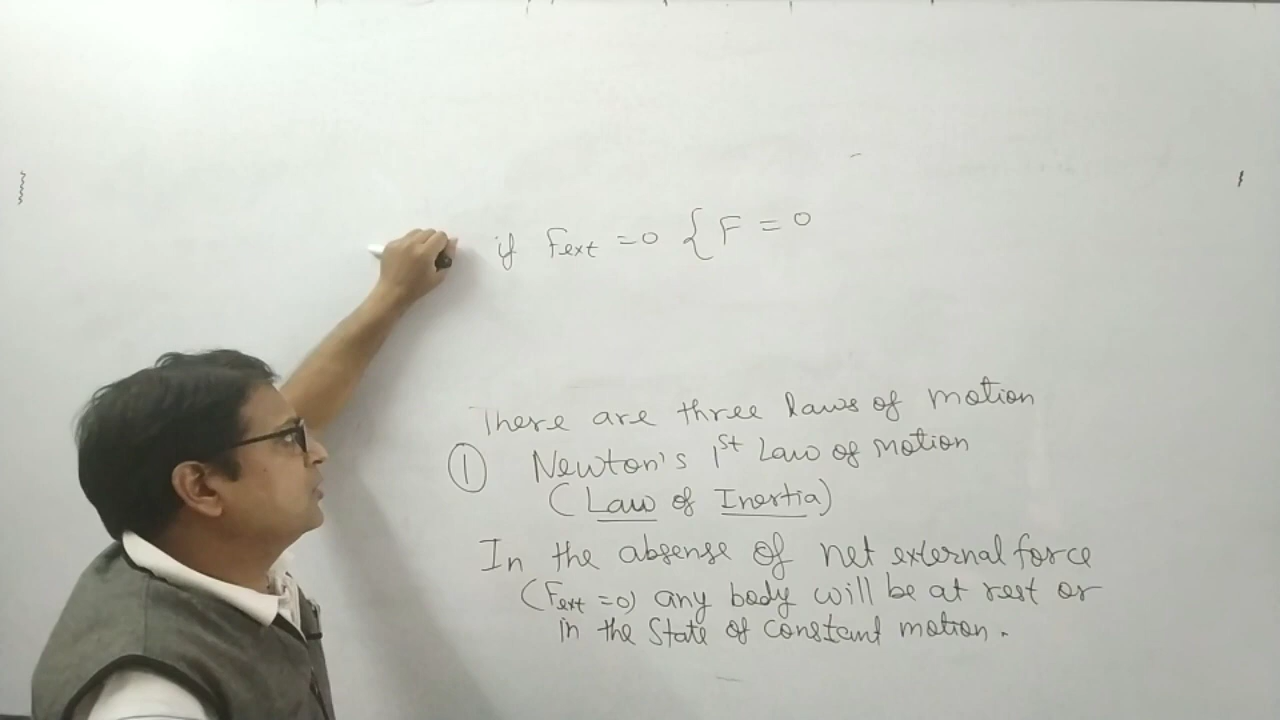 if Fext = 0 { F = 0
There are three Laws of motion
① Newton's 1st Law of motion
(Law of Inertia)
In the absense of net external force
(Fext = 0) any body will be at rest or
in the State of constant motion.